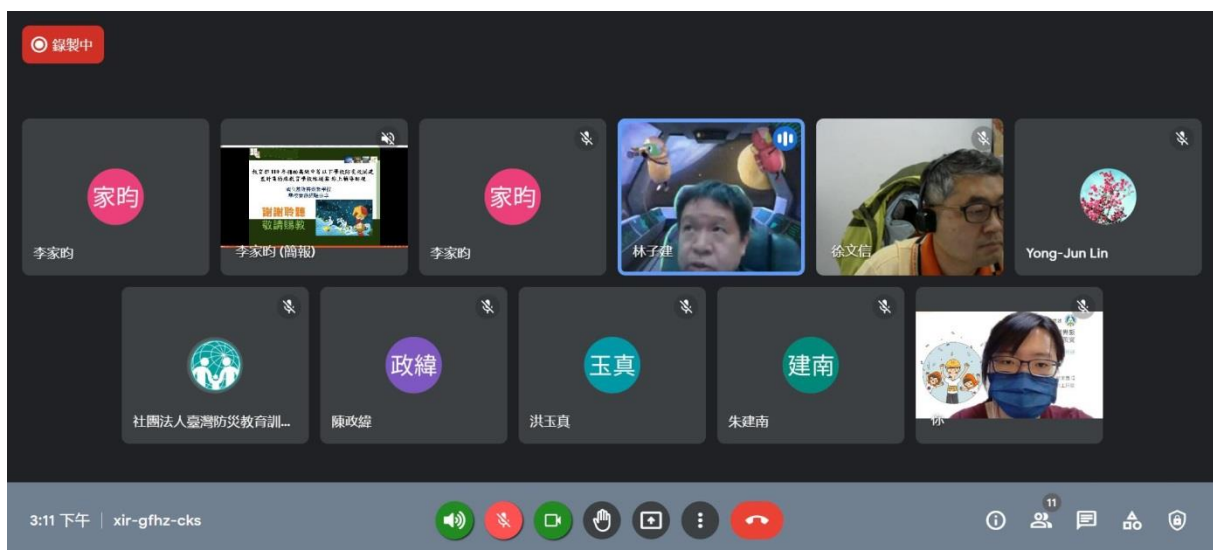 錄製中
家昀
李家昀
謝謝聆聽
敬請賜教
李家昀 (簡報)
家昀
李家昀
林子建
徐文信
Yong-Jun Lin
社團法人臺灣防災教育訓...
政緯
陳政緯
玉真
洪玉真
建南
朱建南
你
3:11 下午 | xir-gfhz-cks
11